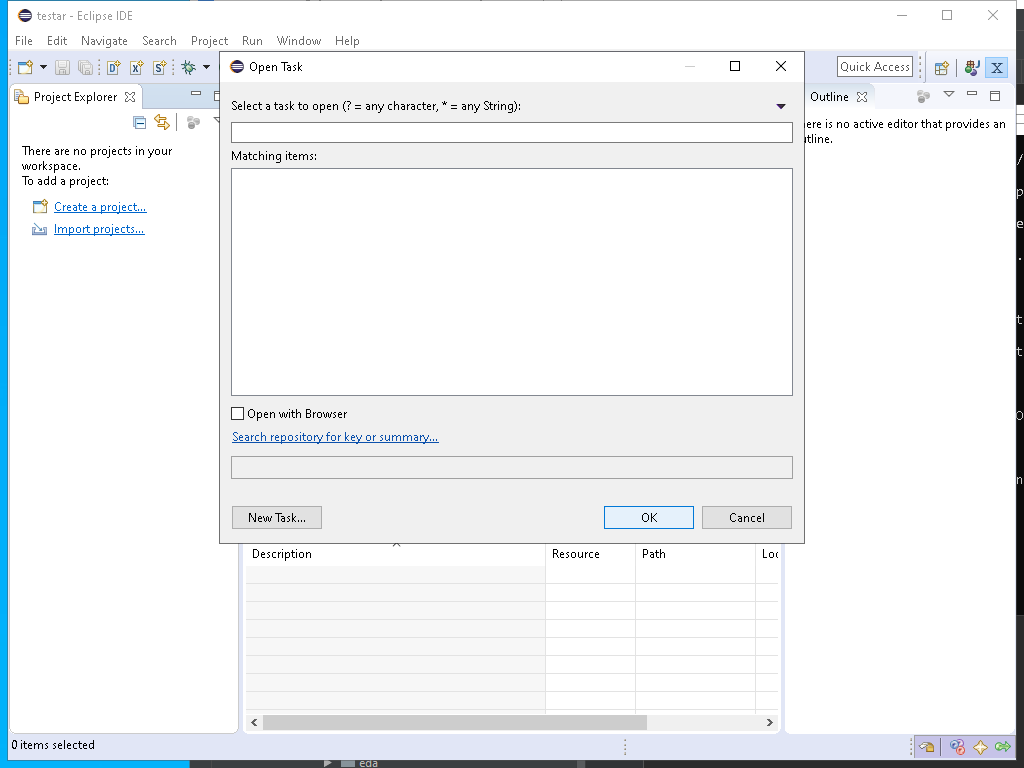 testar - Eclipse IDE
File Edit Navigate Search Project Run Window Help
Quick Access
Project Explorer
There are no projects in your
workspace.
To add a project:
Create a project...
Import projects...
Open Task
Select a task to open (? = any character, * = any String):
Matching items:
Open with Browser
Search repository for key or summary...
New Task...
OK
Cancel
Outline
ere is no active editor that provides an
utline.
Description Resource Path Loc
0 items selected
eda